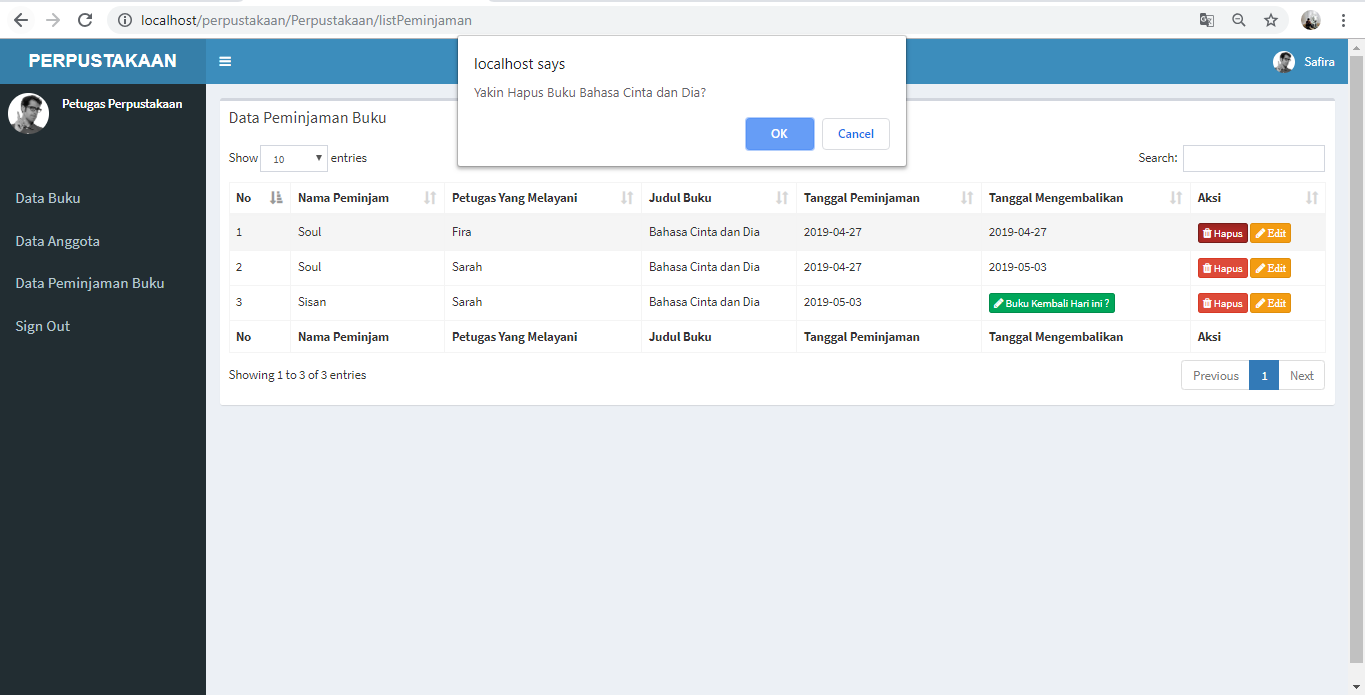 localhost/perpustakaan/Perpustakaan/listPeminjaman
PERPUSTAKAAN
Safira
Petugas Perpustakaan
Data Buku
Data Anggota
Data Peminjaman Buku
Sign Out
localhost says
Yakin Hapus Buku Bahasa Cinta dan Dia?
OK Cancel
Data Peminjaman Buku
Show 10 entries Search:
No Nama Peminjam Petugas Yang Melayani Judul Buku Tanggal Peminjaman Tanggal Mengembalikan Aksi
1 Soul Fira Bahasa Cinta dan Dia 2019-04-27 2019-04-27 Hapus Edit
2 Soul Sarah Bahasa Cinta dan Dia 2019-04-27 2019-05-03 Hapus Edit
3 Sisan Sarah Bahasa Cinta dan Dia 2019-05-03 Buku Kembali Hari ini ? Hapus Edit
No Nama Peminjam Petugas Yang Melayani Judul Buku Tanggal Peminjaman Tanggal Mengembalikan Aksi
Showing 1 to 3 of 3 entries Previous 1 Next